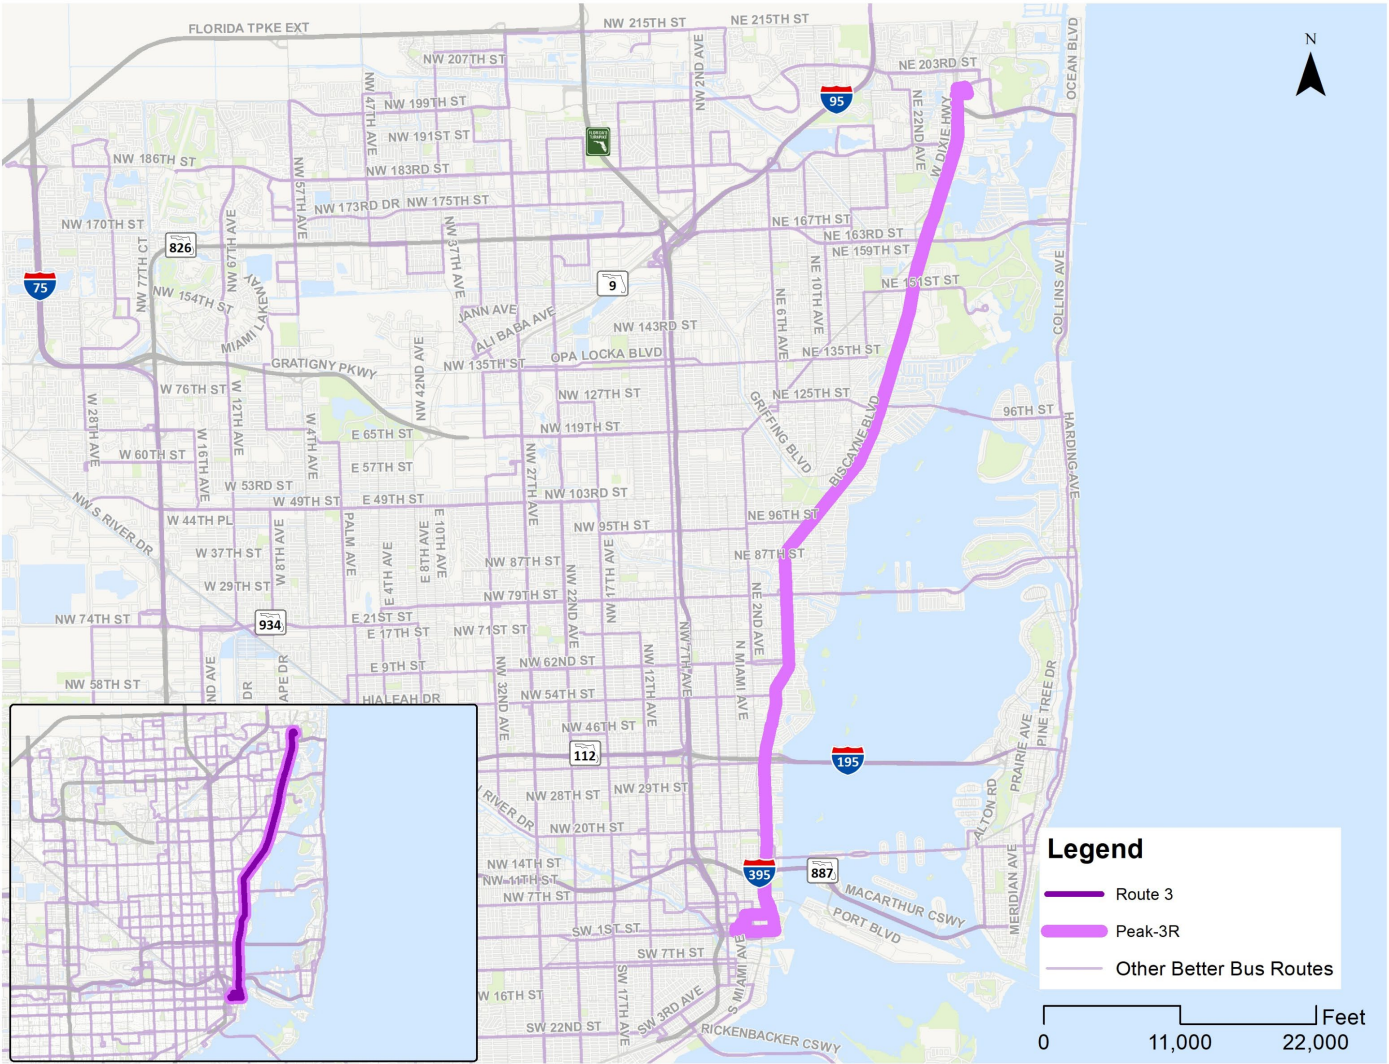 FLORIDA TPKE EXT
NW 215TH ST
NE 215TH ST
OCEAN BLVD
N
NW 207TH ST
NW 2ND AVE
NE 203RD ST
95
NW 47TH AVE
NW 199TH ST
NE 22ND AVE
W DIXIE HWY
FLORIDA'S TURNPIKE
NW 191ST ST
NW 186TH ST
NW 183RD ST
NW 57TH AVE
NW 173RD DR
NW 175TH ST
NW 170TH ST
NW 67TH AVE
NW 37TH AVE
NE 167TH ST
NE 163RD ST
NE 159TH ST
826
NW 77TH CT
75
9
NE 10TH AVE
NE 151ST ST
COLLINS AVE
NW 154TH ST
MIAMI LAKEWAY
NE 6TH AVE
JANN AVE
ALI BABA AVE
NW 143RD ST
OPA LOCKA BLVD
NE 135TH ST
GRATIGNY PKWY
NW 135TH ST
NW 42ND AVE
W 76TH ST
W 12TH AVE
NW 127TH ST
NE 125TH ST
W 28TH AVE
W 4TH AVE
GRIFFING BLVD
BISCAYNE BLVD
96TH ST
HARDING AVE
W 16TH AVE
E 65TH ST
NW 119TH ST
W 60TH ST
E 57TH ST
NW 27TH AVE
W 53RD ST
W 49TH ST
E 49TH ST
NW 103RD ST
NW S RIVER DR
W 44TH PL
PALM AVE
E 10TH AVE
NW 95TH ST
NE 96TH ST
W 37TH ST
W 8TH AVE
E 4TH AVE
E 8TH AVE
NW 87TH ST
NW 17TH AVE
NE 87TH ST
W 29TH ST
NW 22ND AVE
NW 79TH ST
NE 2ND AVE
NW 74TH ST
934
E 21ST ST
E 17TH ST
NW 71ST ST
NW 7TH AVE
N MIAMI AVE
NW 58TH ST
ND AVE
DR
APE DR
E 9TH ST
NW 62ND ST
NW 12TH AVE
HIALEAH DR
NW 32ND AVE
NW 54TH ST
PINE TREE DR
PRAIRIE AVE
NW 46TH ST
112
195
NW 28TH ST
NW 29TH ST
N RIVER DR
NW 20TH ST
ALTON RD
NW 14TH ST
NW 11TH ST
NW 7TH ST
395
887
MACARTHUR CSWY
PORT BLVD
MERIDIAN AVE
SW 1ST ST
SW 7TH ST
S MIAMI AVE
W 16TH ST
SW 17TH AVE
SW 22ND ST
SW 3RD AVE
RICKENBACKER CSWY
Legend
Route 3
Peak-3R
Other Better Bus Routes
Feet
0 11,000 22,000